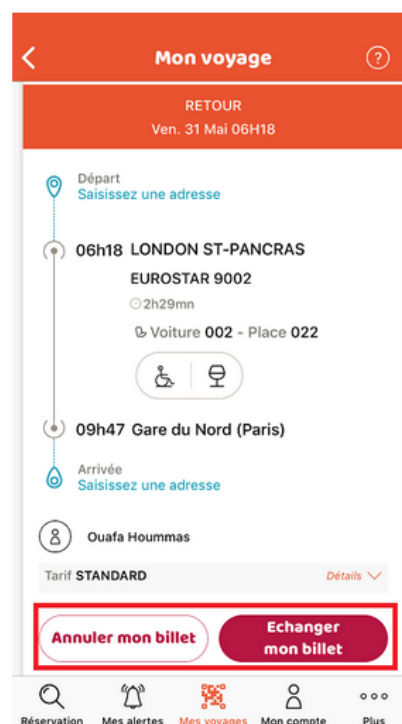 Mon voyage ?
RETOUR
Ven. 31 Mai 06H18
Départ
Saisissez une adresse
06h18 LONDON ST-PANCRAS
EUROSTAR 9002
2h29mn
Voiture 002 - Place 022
09h47 Gare du Nord (Paris)
Arrivée
Saisissez une adresse
Ouafa Hoummas
Tarif STANDARD Détails
Annuler mon billet
Echanger
mon billet
Réservation Mes alertes Mes voyages Mon compte Plus